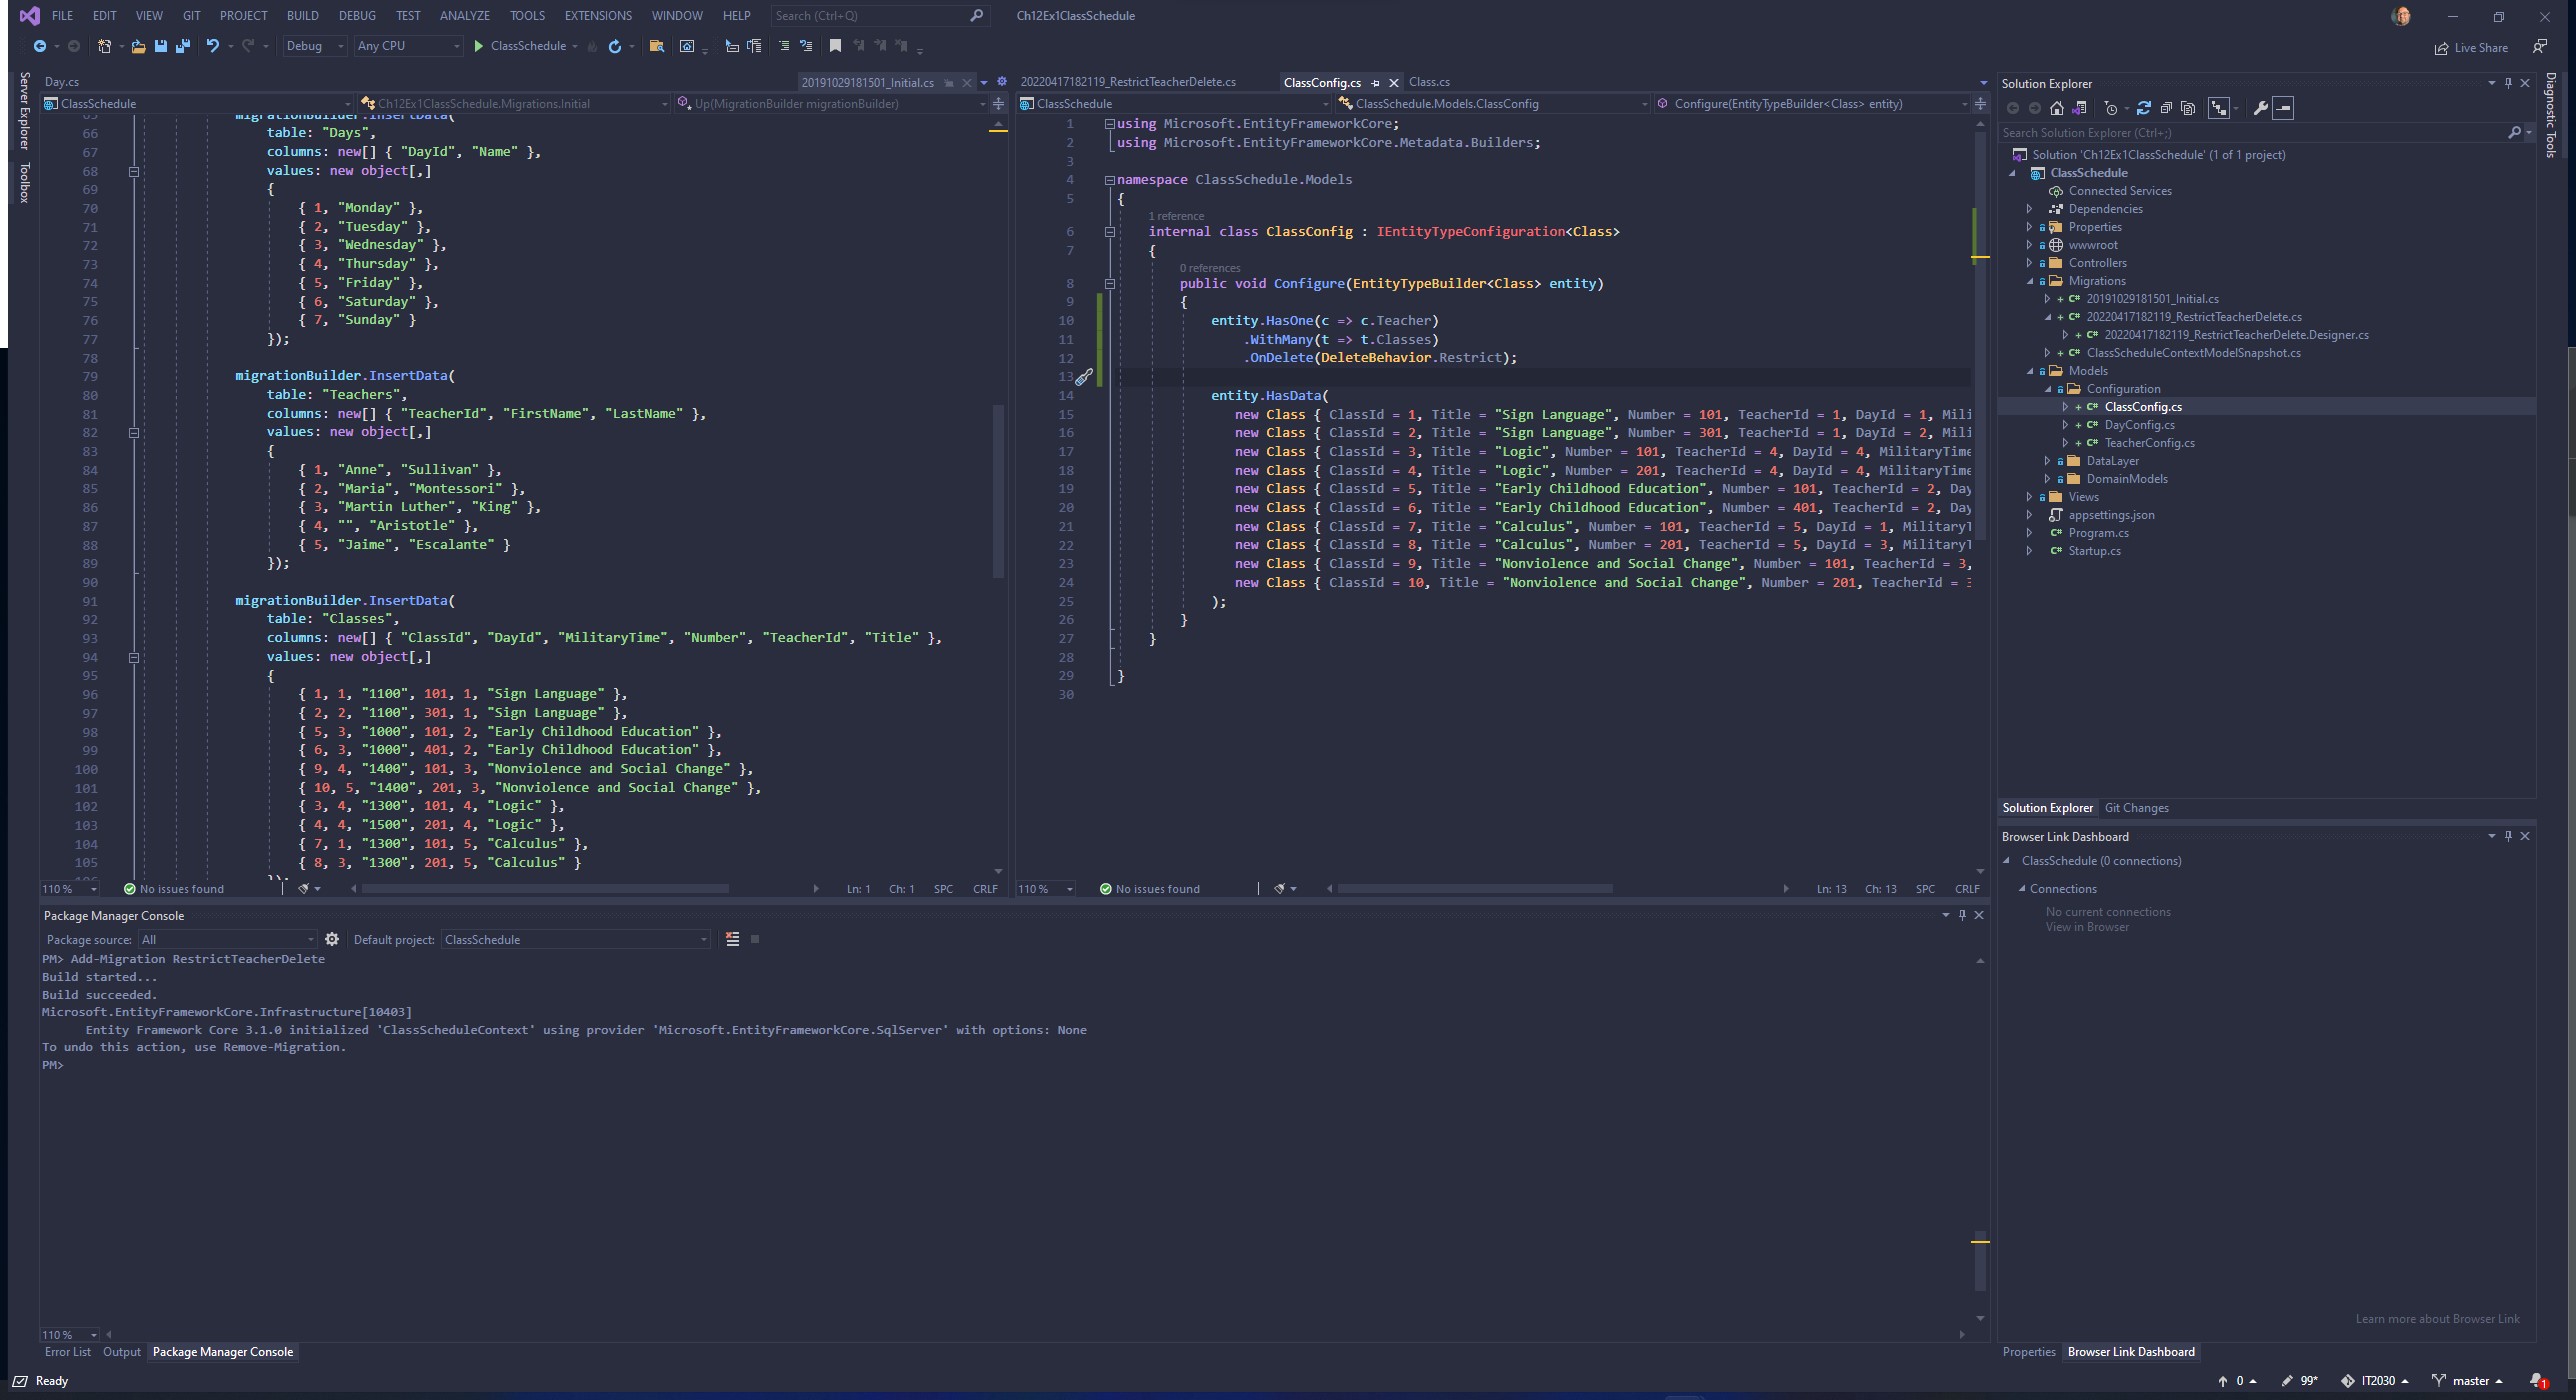 FILE EDIT VIEW GIT PROJECT BUILD DEBUG TEST ANALYZE TOOLS EXTENSIONS WINDOW HELP Search (Ctrl+Q) Ch12Ex1ClassSchedule
Debug Any CPU ClassSchedule Live Share
Server Explorer
Toolbox
Day.cs 20191029181501_Initial.cs
ClassSchedule Ch12Ex1ClassSchedule.Migrations.Initial Up(MigrationBuilder migrationBuilder)
65 migrationBuilder.InsertData(
66 table: "Days",
67 columns: new[] { "DayId", "Name" },
68 values: new object[,]
69 {
70 { 1, "Monday" },
71 { 2, "Tuesday" },
72 { 3, "Wednesday" },
73 { 4, "Thursday" },
74 { 5, "Friday" },
75 { 6, "Saturday" },
76 { 7, "Sunday" }
77 });
78
79 migrationBuilder.InsertData(
80 table: "Teachers",
81 columns: new[] { "TeacherId", "FirstName", "LastName" },
82 values: new object[,]
83 {
84 { 1, "Anne", "Sullivan" },
85 { 2, "Maria", "Montessori" },
86 { 3, "Martin Luther", "King" },
87 { 4, "", "Aristotle" },
88 { 5, "Jaime", "Escalante" }
89 });
90
91 migrationBuilder.InsertData(
92 table: "Classes",
93 columns: new[] { "ClassId", "DayId", "MilitaryTime", "Number", "TeacherId", "Title" },
94 values: new object[,]
95 {
96 { 1, 1, "1100", 101, 1, "Sign Language" },
97 { 2, 2, "1100", 301, 1, "Sign Language" },
98 { 5, 3, "1000", 101, 2, "Early Childhood Education" },
99 { 6, 3, "1000", 401, 2, "Early Childhood Education" },
100 { 9, 4, "1400", 101, 3, "Nonviolence and Social Change" },
101 { 10, 5, "1400", 201, 3, "Nonviolence and Social Change" },
102 { 3, 4, "1300", 101, 4, "Logic" },
103 { 4, 4, "1500", 201, 4, "Logic" },
104 { 7, 1, "1300", 101, 5, "Calculus" },
105 { 8, 3, "1300", 201, 5, "Calculus" }
106 });
110 % No issues found Ln: 1 Ch: 1 SPC CRLF
20220417182119_RestrictTeacherDelete.cs ClassConfig.cs Class.cs
ClassSchedule ClassSchedule.Models.ClassConfig Configure(EntityTypeBuilder<Class> entity)
1 using Microsoft.EntityFrameworkCore;
2 using Microsoft.EntityFrameworkCore.Metadata.Builders;
3
4 namespace ClassSchedule.Models
5 {
1 reference
6 internal class ClassConfig : IEntityTypeConfiguration<Class>
7 {
0 references
8 public void Configure(EntityTypeBuilder<Class> entity)
9 {
10 entity.HasOne(c => c.Teacher)
11 .WithMany(t => t.Classes)
12 .OnDelete(DeleteBehavior.Restrict);
13
14 entity.HasData(
15 new Class { ClassId = 1, Title = "Sign Language", Number = 101, TeacherId = 1, DayId = 1, Mili
16 new Class { ClassId = 2, Title = "Sign Language", Number = 301, TeacherId = 1, DayId = 2, Mili
17 new Class { ClassId = 3, Title = "Logic", Number = 101, TeacherId = 4, DayId = 4, MilitaryTime
18 new Class { ClassId = 4, Title = "Logic", Number = 201, TeacherId = 4, DayId = 4, MilitaryTime
19 new Class { ClassId = 5, Title = "Early Childhood Education", Number = 101, TeacherId = 2, Day
20 new Class { ClassId = 6, Title = "Early Childhood Education", Number = 401, TeacherId = 2, Day
21 new Class { ClassId = 7, Title = "Calculus", Number = 101, TeacherId = 5, DayId = 1, MilitaryT
22 new Class { ClassId = 8, Title = "Calculus", Number = 201, TeacherId = 5, DayId = 3, MilitaryT
23 new Class { ClassId = 9, Title = "Nonviolence and Social Change", Number = 101, TeacherId = 3,
24 new Class { ClassId = 10, Title = "Nonviolence and Social Change", Number = 201, TeacherId = 3
25 );
26 }
27 }
28
29 }
30
110 % No issues found Ln: 13 Ch: 13 SPC CRLF
Package Manager Console
Package source: All Default project: ClassSchedule
PM> Add-Migration RestrictTeacherDelete
Build started...
Build succeeded.
Microsoft.EntityFrameworkCore.Infrastructure[10403]
Entity Framework Core 3.1.0 initialized 'ClassScheduleContext' using provider 'Microsoft.EntityFrameworkCore.SqlServer' with options: None
To undo this action, use Remove-Migration.
PM>
110 %
Error List Output Package Manager Console
Solution Explorer
Search Solution Explorer (Ctrl+;)
Solution 'Ch12Ex1ClassSchedule' (1 of 1 project)
ClassSchedule
Connected Services
Dependencies
Properties
wwwroot
Controllers
Migrations
C# 20191029181501_Initial.cs
C# 20220417182119_RestrictTeacherDelete.cs
C# 20220417182119_RestrictTeacherDelete.Designer.cs
C# ClassScheduleContextModelSnapshot.cs
Models
Configuration
C# ClassConfig.cs
C# DayConfig.cs
C# TeacherConfig.cs
DataLayer
DomainModels
Views
appsettings.json
C# Program.cs
C# Startup.cs
Solution Explorer Git Changes
Browser Link Dashboard
ClassSchedule (0 connections)
Connections
No current connections
View in Browser
Learn more about Browser Link
Properties Browser Link Dashboard
Diagnostic Tools
Ready 0 99* IT2030 master 1